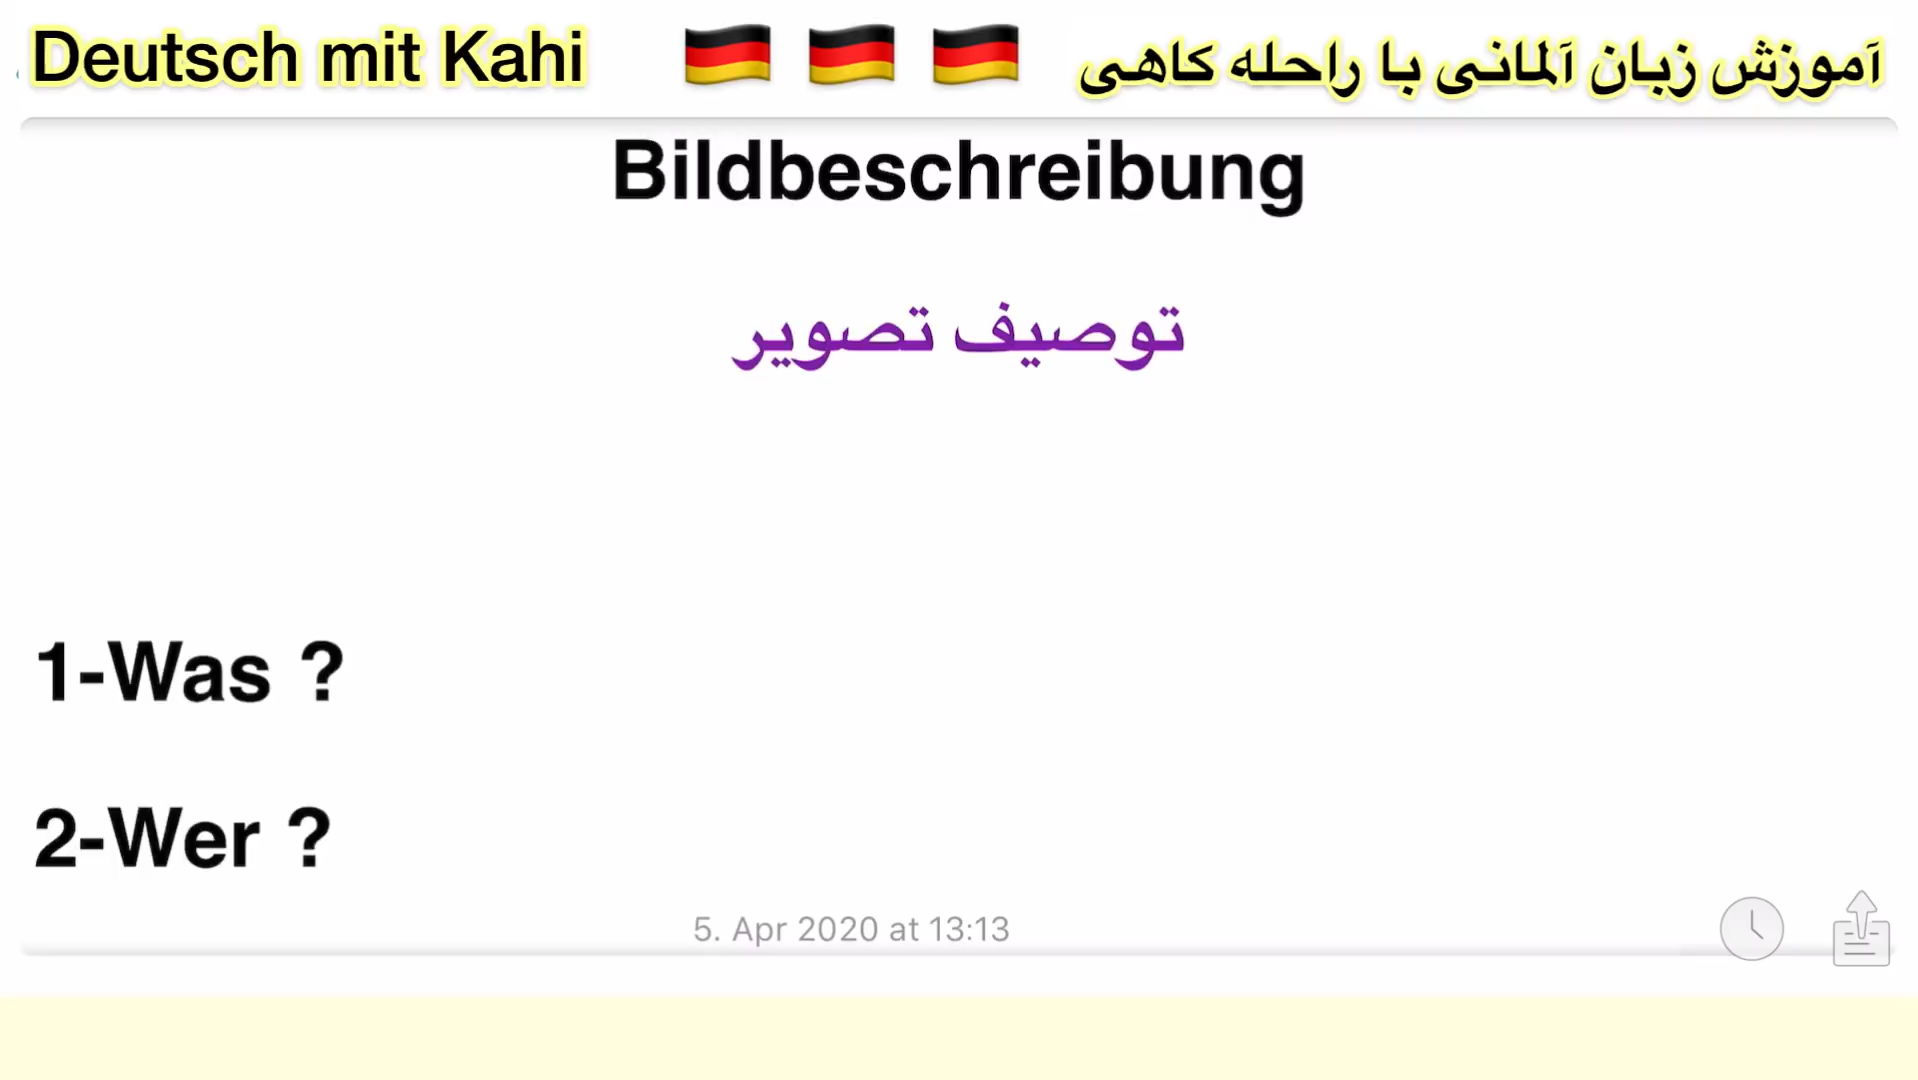 Deutsch mit Kahi 🇩🇪 🇩🇪 🇩🇪 آموزش زبان آلمانی با راحله کاهی
Bildbeschreibung
توصیف تصویر
1-Was ?
2-Wer ?
5. Apr 2020 at 13:13